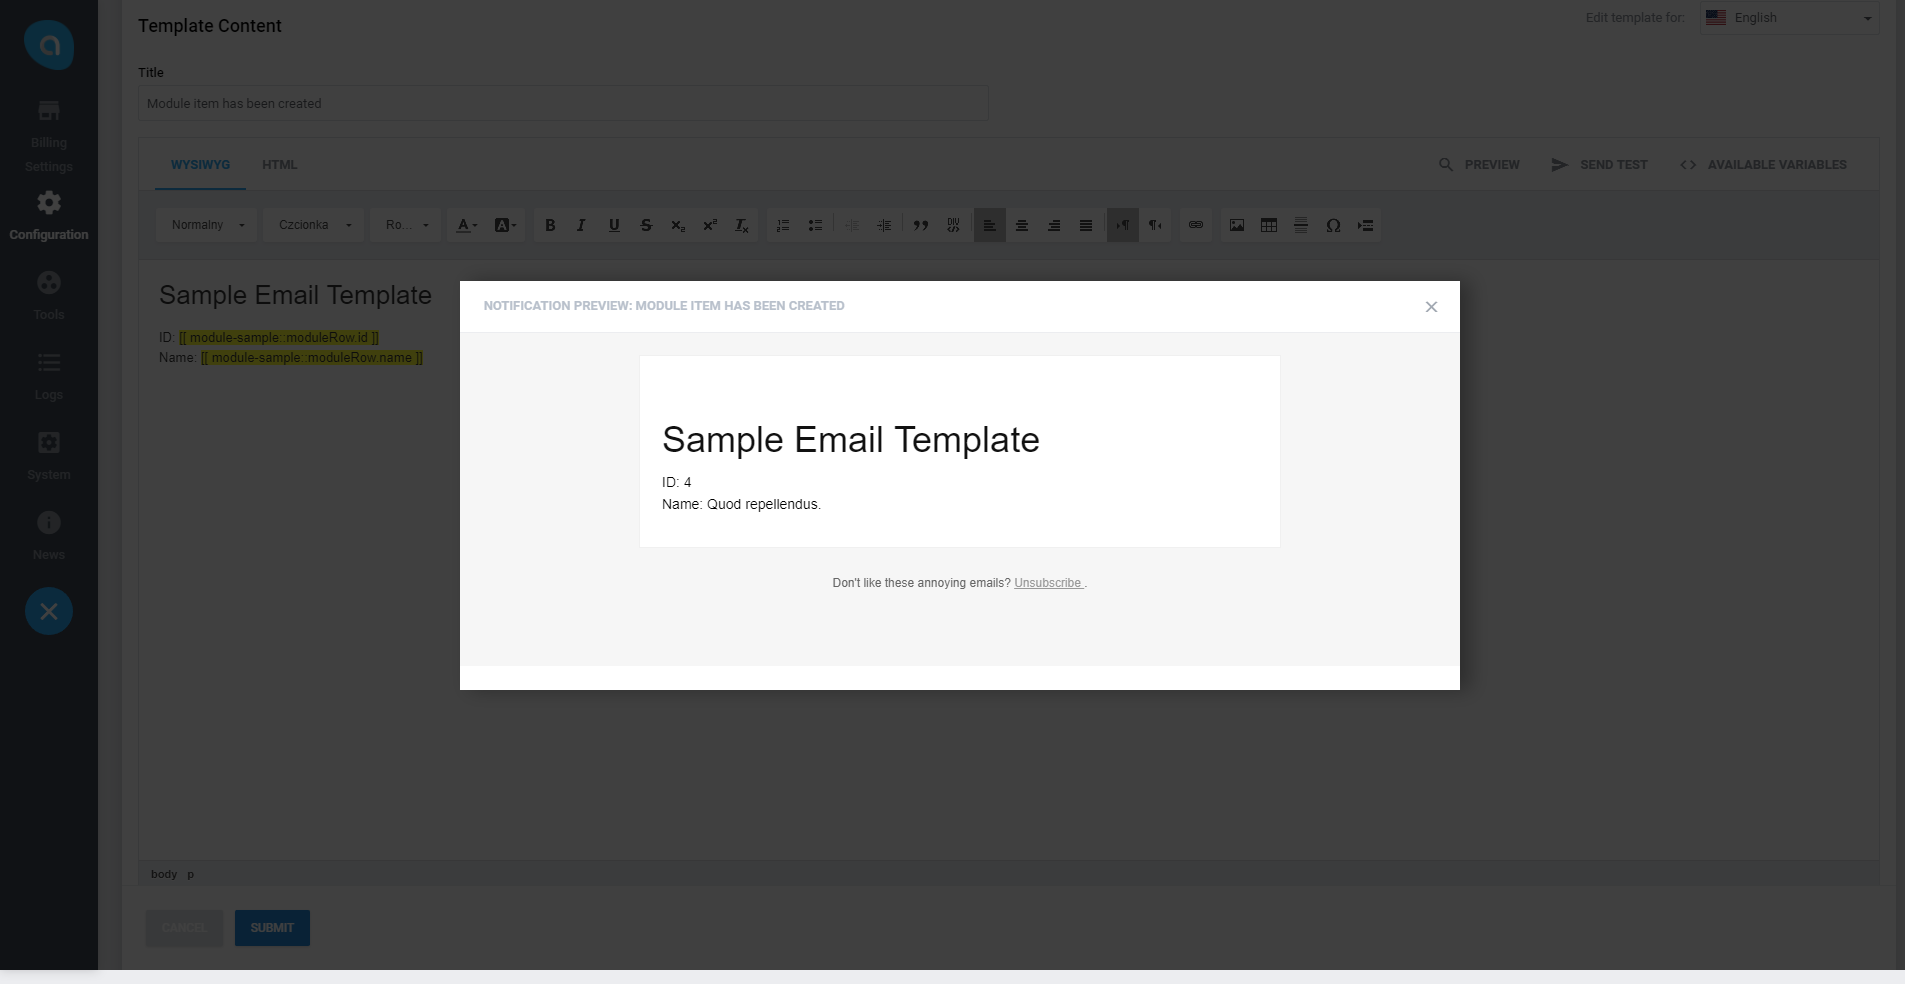 Template Content
Edit template for:
English
Title
Module item has been created
Billing
Settings
Configuration
Tools
Logs
System
News
WYSIWYG
HTML
PREVIEW
SEND TEST
AVAILABLE VARIABLES
Normalny
Czcionka
Ro...
Sample Email Template
ID: [[ module-sample::moduleRow.id ]]
Name: [[ module-sample::moduleRow.name ]]
NOTIFICATION PREVIEW: MODULE ITEM HAS BEEN CREATED
Sample Email Template
ID: 4
Name: Quod repellendus.
Don't like these annoying emails? Unsubscribe .
body p
CANCEL
SUBMIT